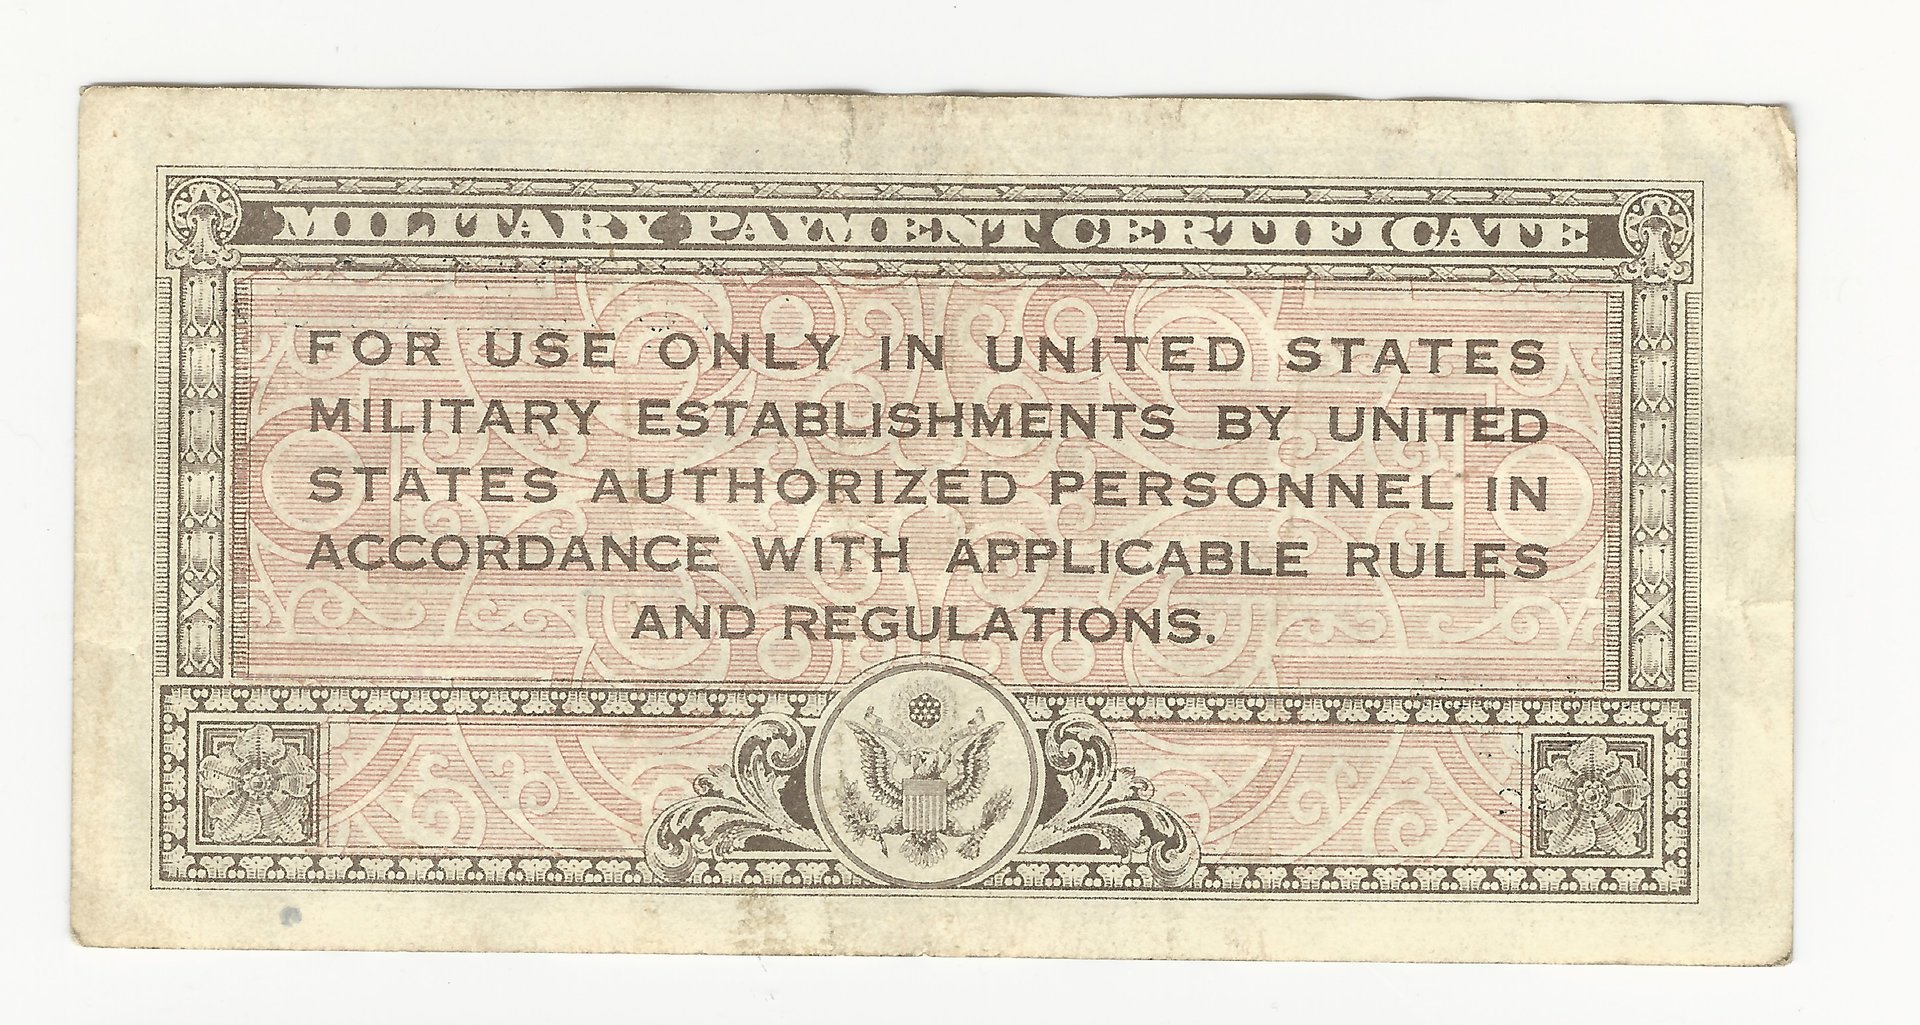 MILITARY PAYMENT CERTIFICATE
FOR USE ONLY IN UNITED STATES
MILITARY ESTABLISHMENTS BY UNITED
STATES AUTHORIZED PERSONNEL IN
ACCORDANCE WITH APPLICABLE RULES
AND REGULATIONS.